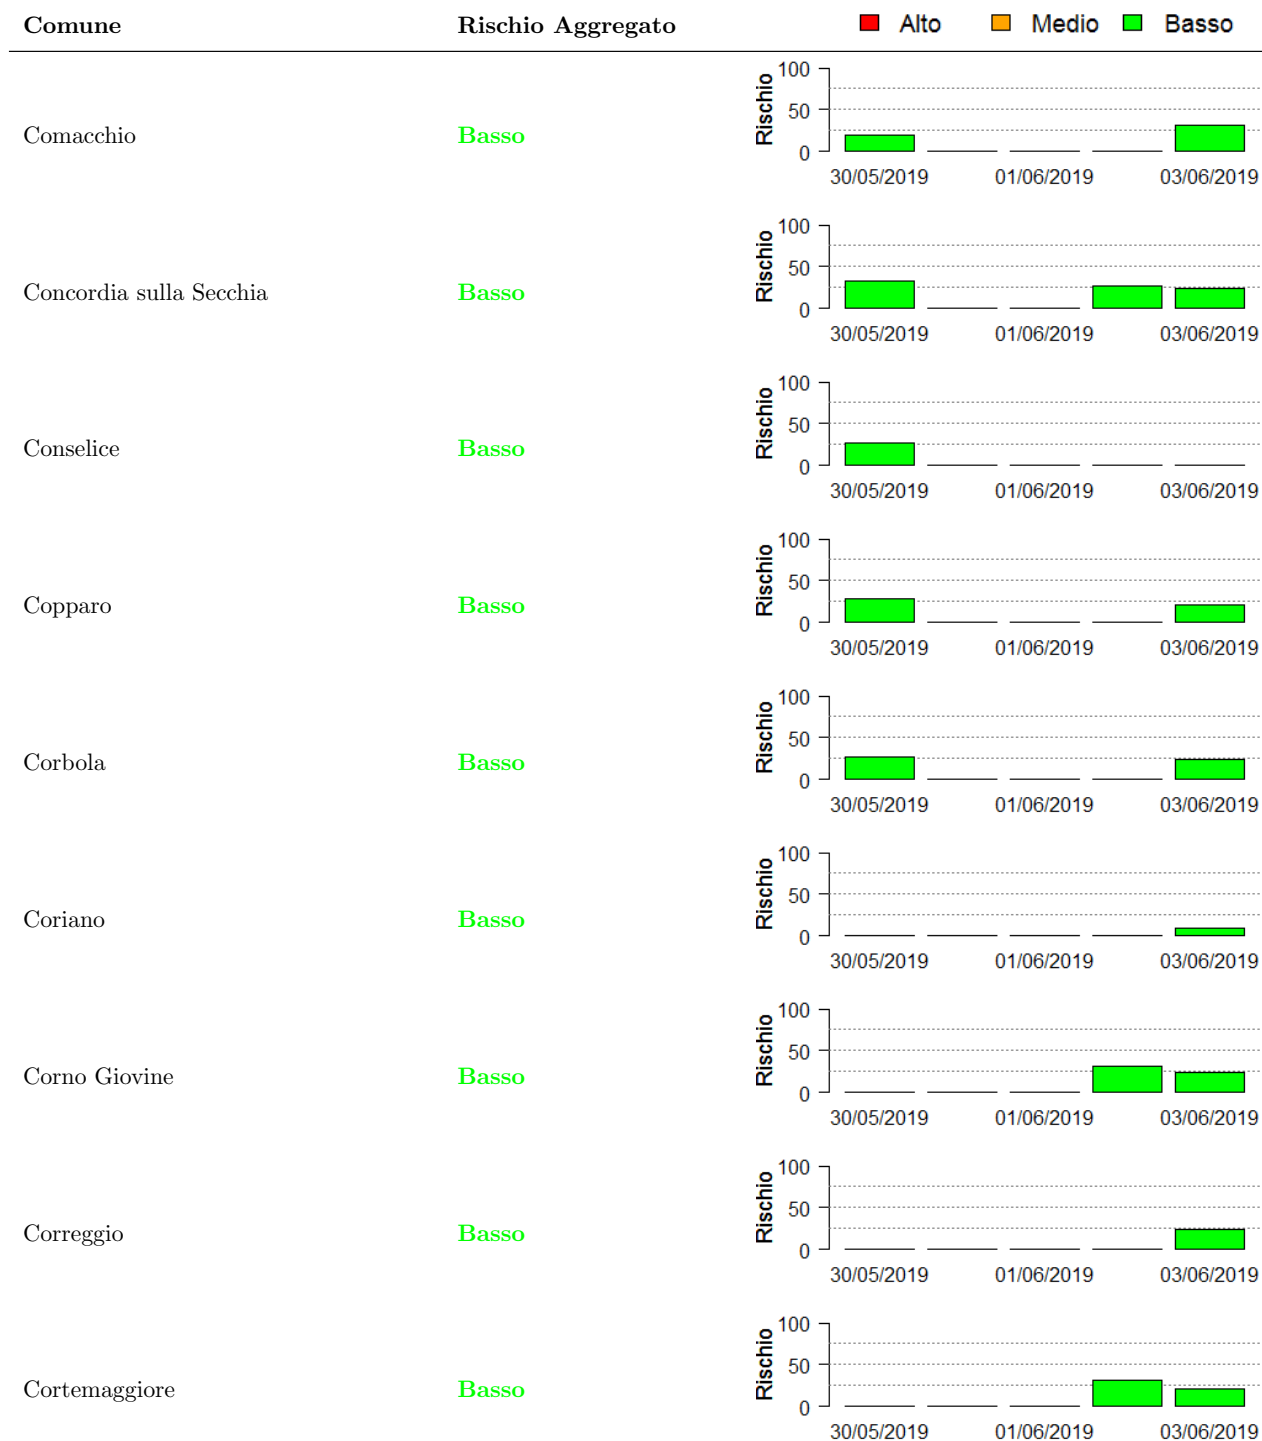 Comune Rischio Aggregato Alto Medio Basso
Comacchio Basso
Rischio
100
50
0
30/05/2019 01/06/2019 03/06/2019
Concordia sulla Secchia Basso
Rischio
100
50
0
30/05/2019 01/06/2019 03/06/2019
Conselice Basso
Rischio
100
50
0
30/05/2019 01/06/2019 03/06/2019
Copparo Basso
Rischio
100
50
0
30/05/2019 01/06/2019 03/06/2019
Corbola Basso
Rischio
100
50
0
30/05/2019 01/06/2019 03/06/2019
Coriano Basso
Rischio
100
50
0
30/05/2019 01/06/2019 03/06/2019
Corno Giovine Basso
Rischio
100
50
0
30/05/2019 01/06/2019 03/06/2019
Correggio Basso
Rischio
100
50
0
30/05/2019 01/06/2019 03/06/2019
Cortemaggiore Basso
Rischio
100
50
0
30/05/2019 01/06/2019 03/06/2019